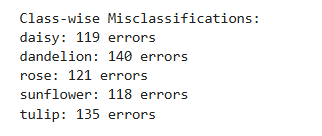 Class-wise Misclassifications:
daisy: 119 errors
dandelion: 140 errors
rose: 121 errors
sunflower: 118 errors
tulip: 135 errors